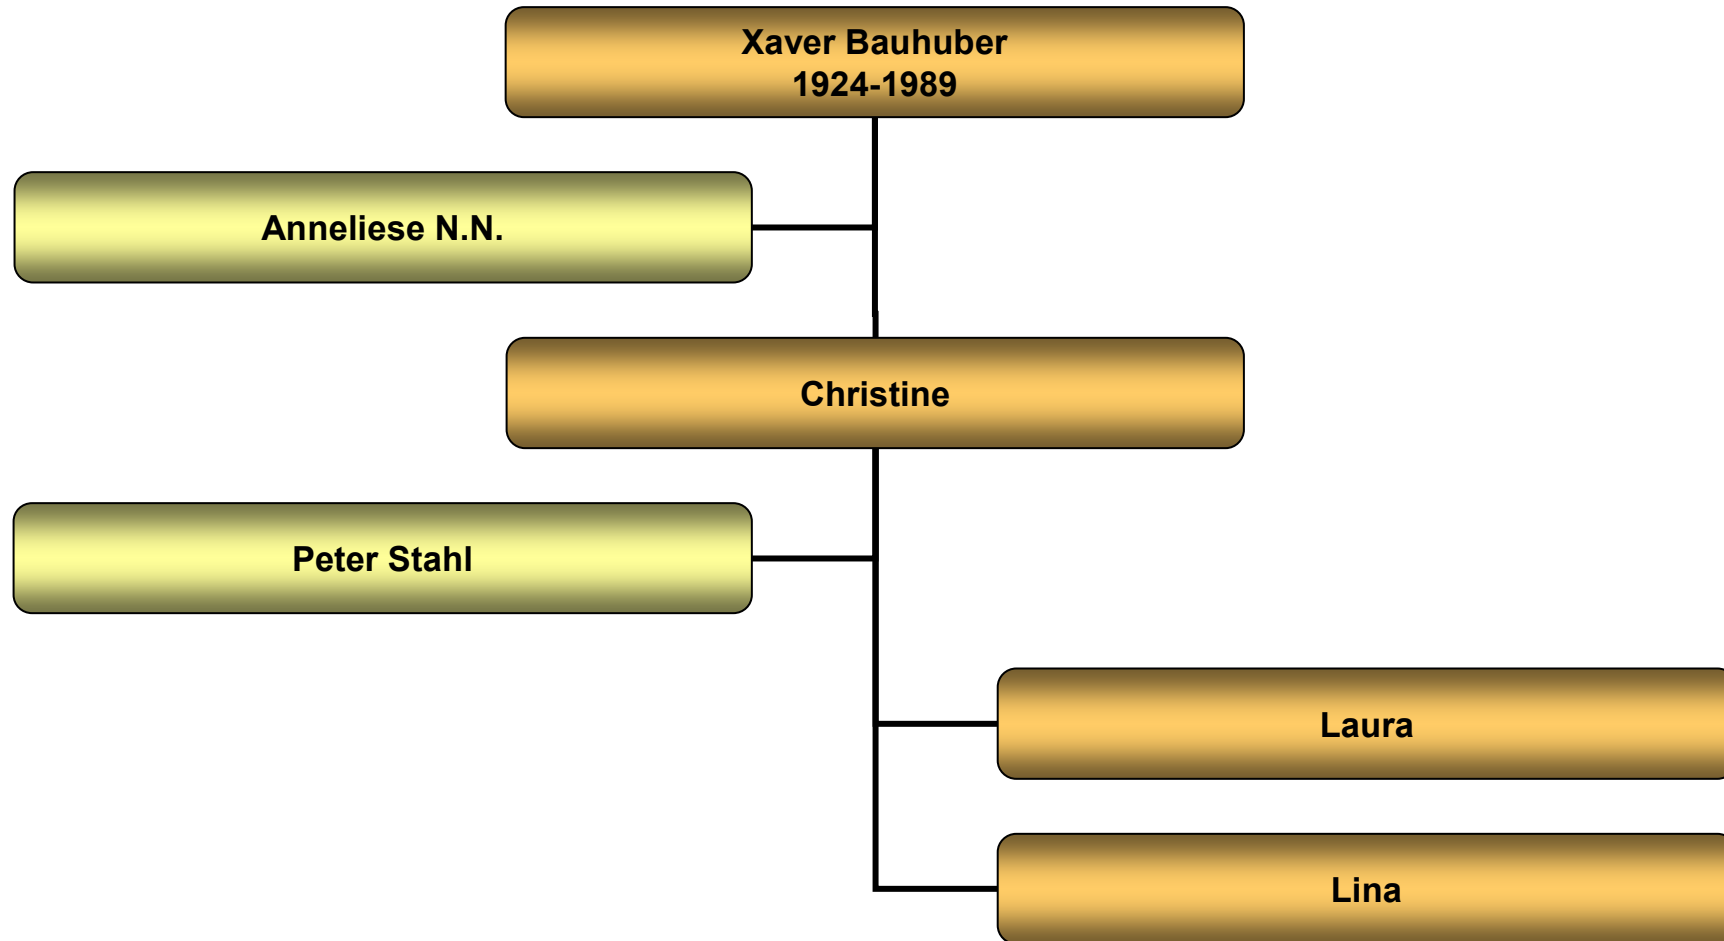 Xaver Bauhuber
1924-1989
Anneliese N.N.
Christine
Peter Stahl
Laura
Lina